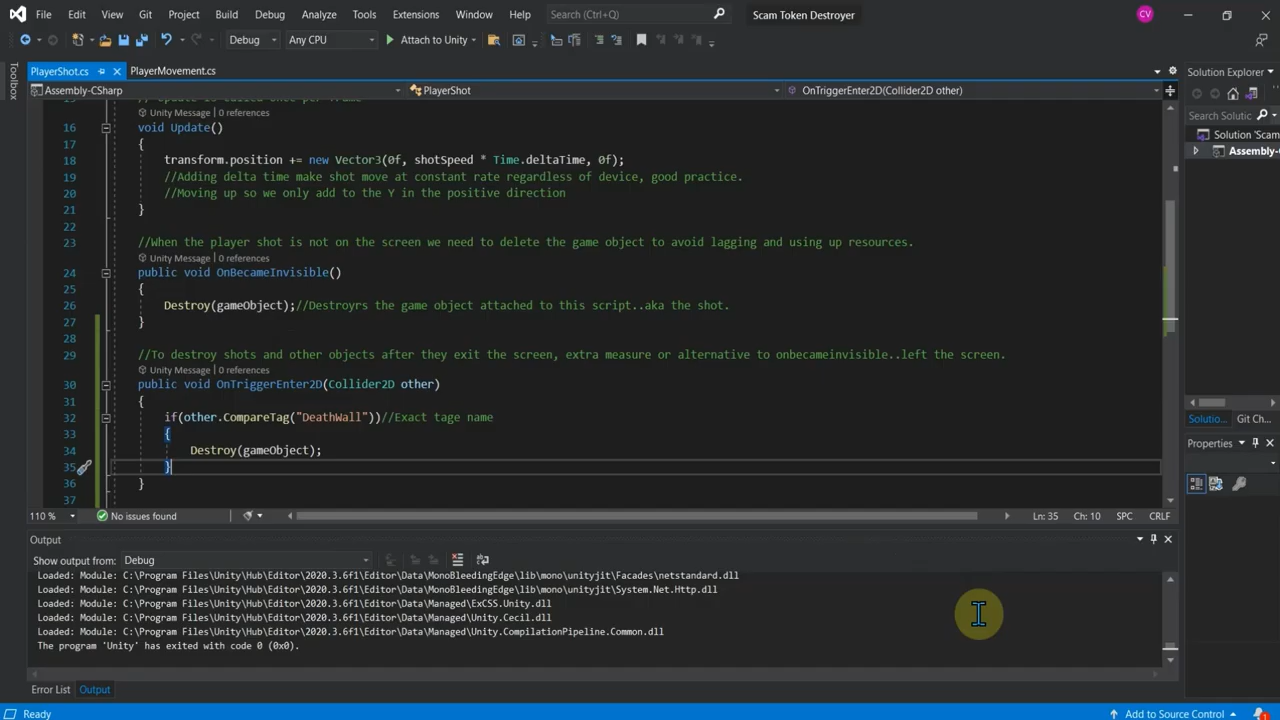 File Edit View Git Project Build Debug Analyze Tools Extensions Window Help Search (Ctrl+Q) Scam Token Destroyer CV
Debug Any CPU Attach to Unity
PlayerShot.cs PlayerMovement.cs
Assembly-CSharp PlayerShot OnTriggerEnter2D(Collider2D other)
Toolbox
// Update is called once per frame
Unity Message | 0 references
16 void Update()
17 {
18 transform.position += new Vector3(0f, shotSpeed * Time.deltaTime, 0f);
19 //Adding delta time make shot move at constant rate regardless of device, good practice.
20 //Moving up so we only add to the Y in the positive direction
21 }
22
23 //When the player shot is not on the screen we need to delete the game object to avoid lagging and using up resources.
Unity Message | 0 references
24 public void OnBecameInvisible()
25 {
26 Destroy(gameObject);//Destroyrs the game object attached to this script..aka the shot.
27 }
28
29 //To destroy shots and other objects after they exit the screen, extra measure or alternative to onbecameinvisible..left the screen.
Unity Message | 0 references
30 public void OnTriggerEnter2D(Collider2D other)
31 {
32 if(other.CompareTag("DeathWall"))//Exact tage name
33 {
34 Destroy(gameObject);
35 }
36 }
37
110 % No issues found Ln: 35 Ch: 10 SPC CRLF
Output
Show output from: Debug
Loaded: Module: C:\Program Files\Unity\Hub\Editor\2020.3.6f1\Editor\Data\MonoBleedingEdge\lib\mono\unityjit\Facades\netstandard.dll
Loaded: Module: C:\Program Files\Unity\Hub\Editor\2020.3.6f1\Editor\Data\MonoBleedingEdge\lib\mono\unityjit\System.Net.Http.dll
Loaded: Module: C:\Program Files\Unity\Hub\Editor\2020.3.6f1\Editor\Data\Managed\ExCSS.Unity.dll
Loaded: Module: C:\Program Files\Unity\Hub\Editor\2020.3.6f1\Editor\Data\Managed\Unity.Cecil.dll
Loaded: Module: C:\Program Files\Unity\Hub\Editor\2020.3.6f1\Editor\Data\Managed\Unity.CompilationPipeline.Common.dll
The program 'Unity' has exited with code 0 (0x0).
Error List Output
Solution Explorer
Search Solution
Solution 'Scam
Assembly-C
Solutio... Git Ch...
Properties
Ready Add to Source Control